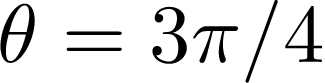 θ = 3π/4